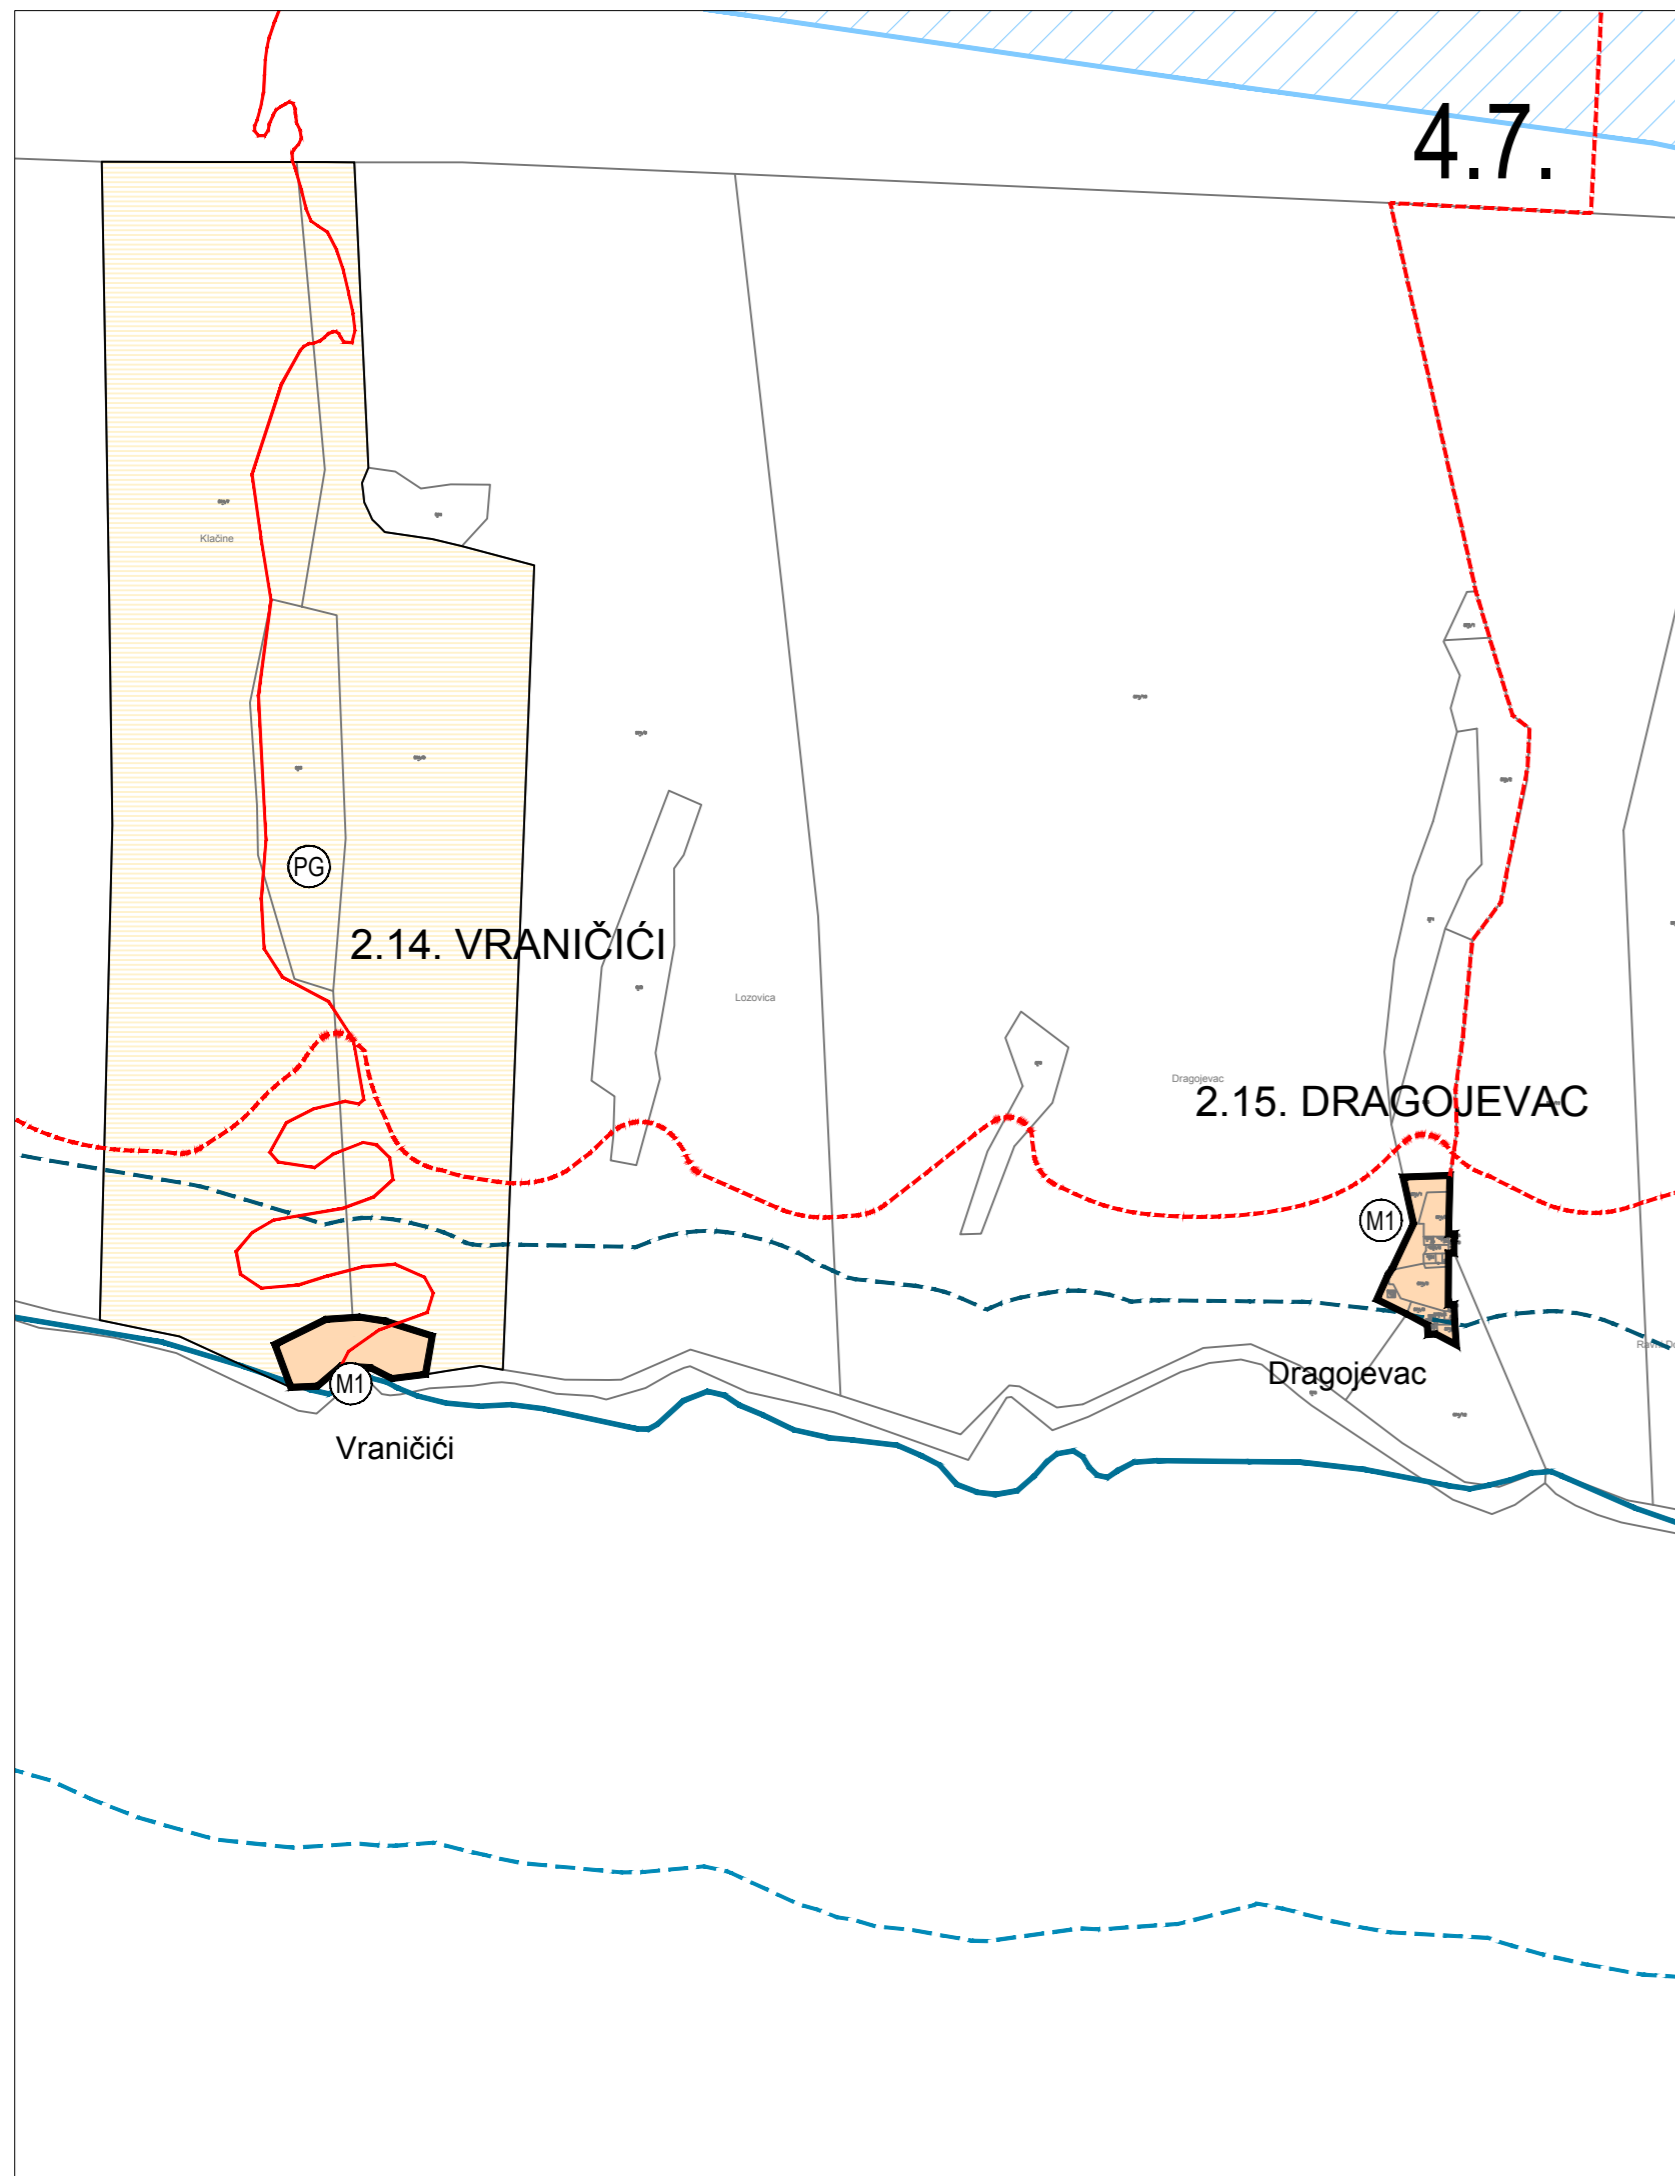 4.7.
Klačine
PG
2.14. VRANIČIĆI
Lozovica
Dragojevac
2.15. DRAGOJEVAC
M1
Dragojevac
M1
Vraničići